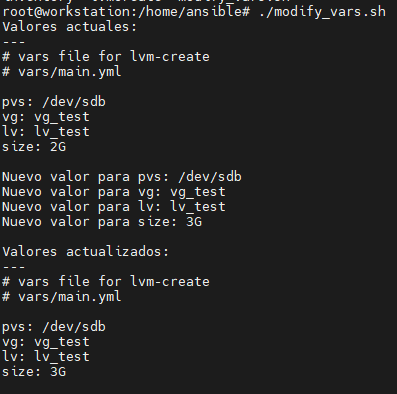 root@workstation:/home/ansible# ./modify_vars.sh
Valores actuales:
---
# vars file for lvm-create
# vars/main.yml
pvs: /dev/sdb
vg: vg_test
lv: lv_test
size: 2G
Nuevo valor para pvs: /dev/sdb
Nuevo valor para vg: vg_test
Nuevo valor para lv: lv_test
Nuevo valor para size: 3G
Valores actualizados:
---
# vars file for lvm-create
# vars/main.yml
pvs: /dev/sdb
vg: vg_test
lv: lv_test
size: 3G